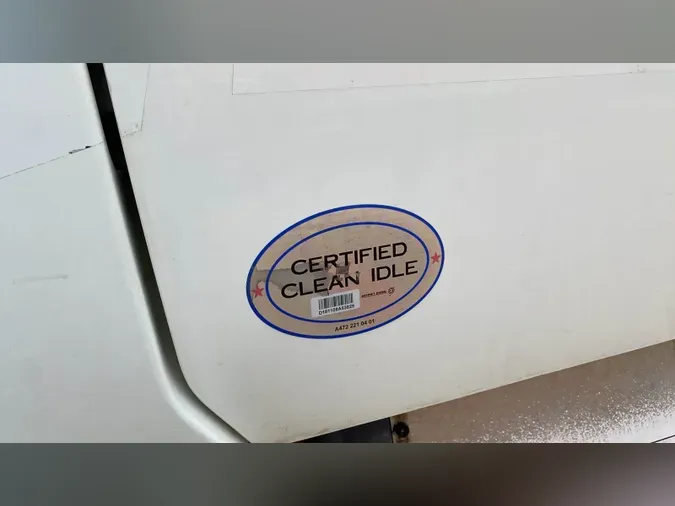 CERTIFIED
CLEAN IDLE
A472 221 04 01